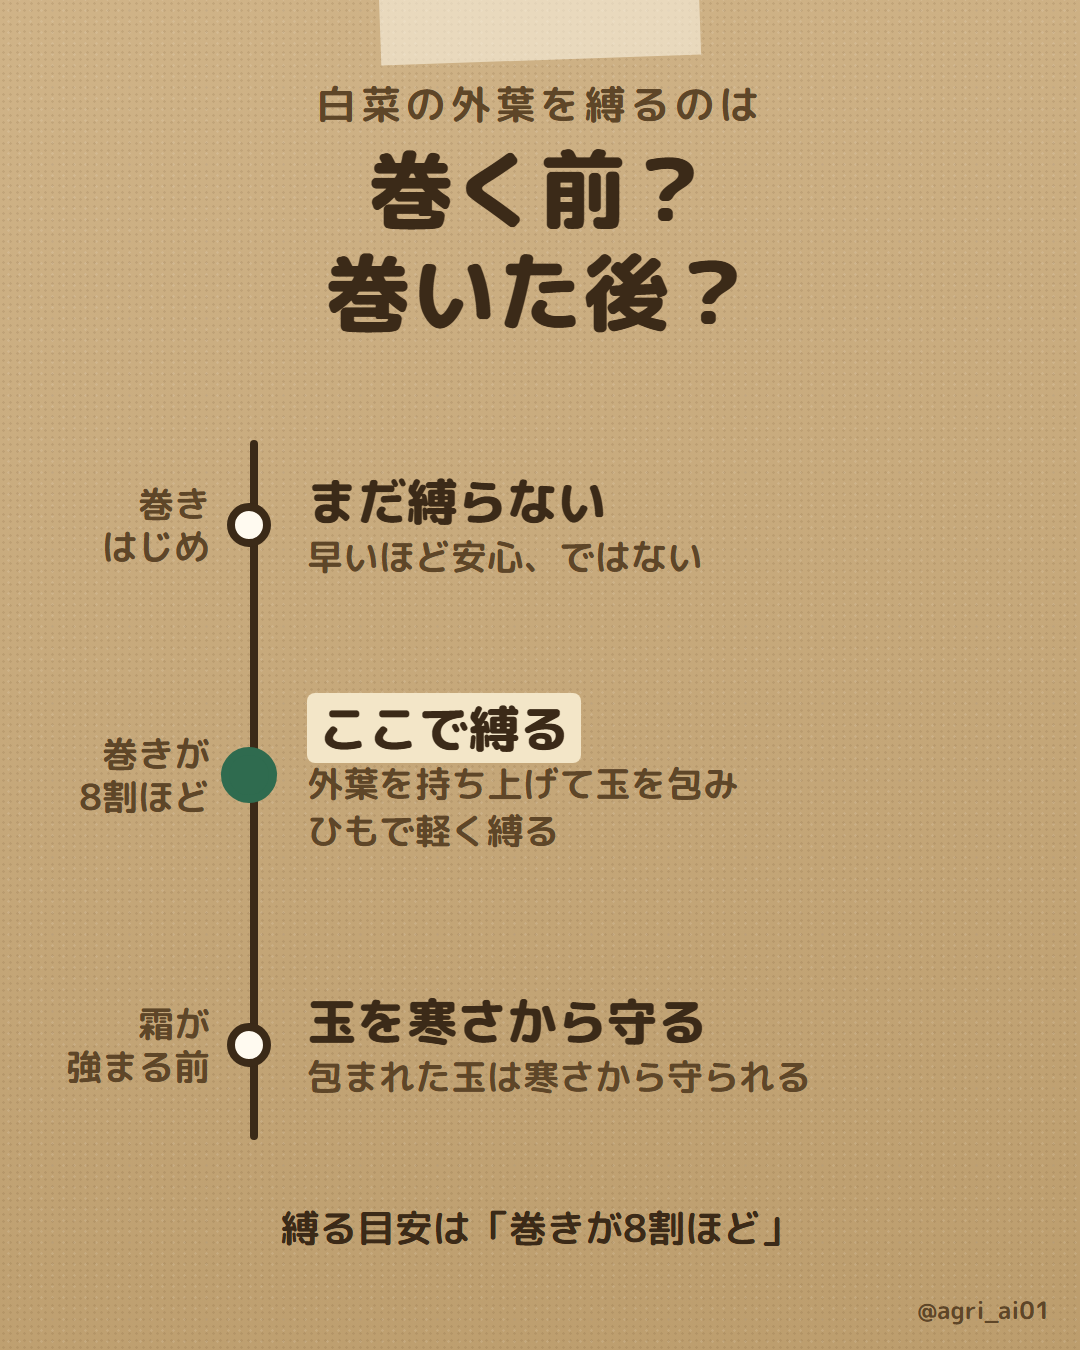 白菜の外葉を縛るのは
巻く前？
巻いた後？
巻き
はじめ
まだ縛らない
早いほど安心、ではない
巻きが
8割ほど
ここで縛る
外葉を持ち上げて玉を包み
ひもで軽く縛る
霜が
強まる前
玉を寒さから守る
包まれた玉は寒さから守られる
縛る目安は「巻きが8割ほど」
@agri_ai01